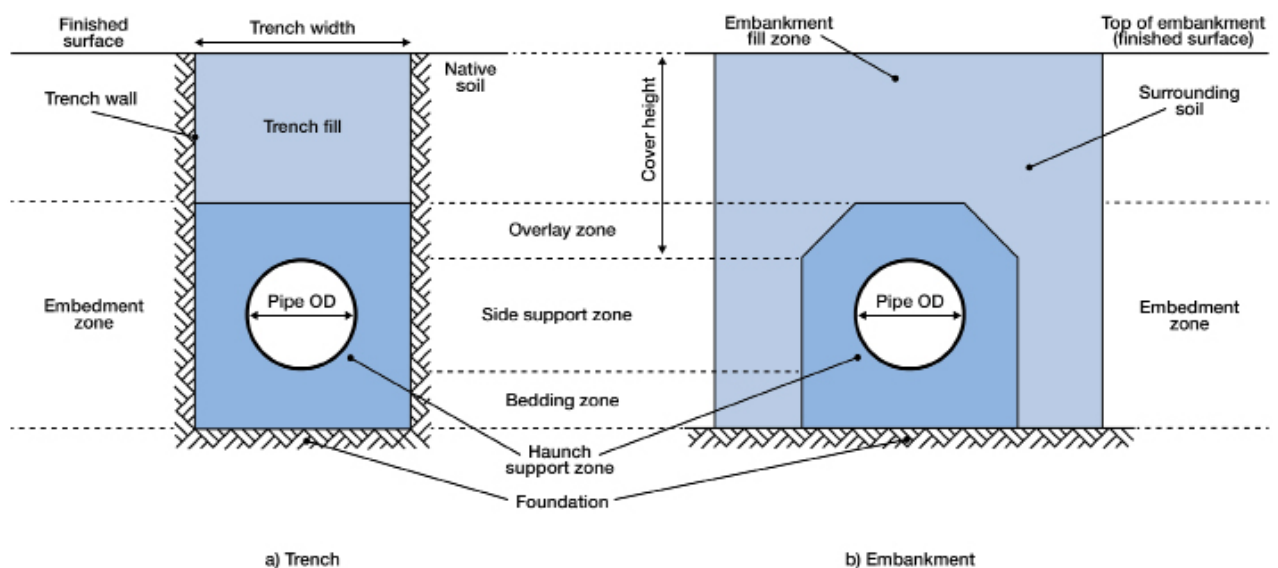 Finished
surface
Trench width
Embankment
fill zone
Top of embankment
(finished surface)
Native
soil
Trench wall
Trench fill
Cover height
Surrounding
soil
Overlay zone
Embedment
zone
Pipe OD
Side support zone
Pipe OD
Embedment
zone
Bedding zone
Haunch
support zone
Foundation
a) Trench
b) Embankment